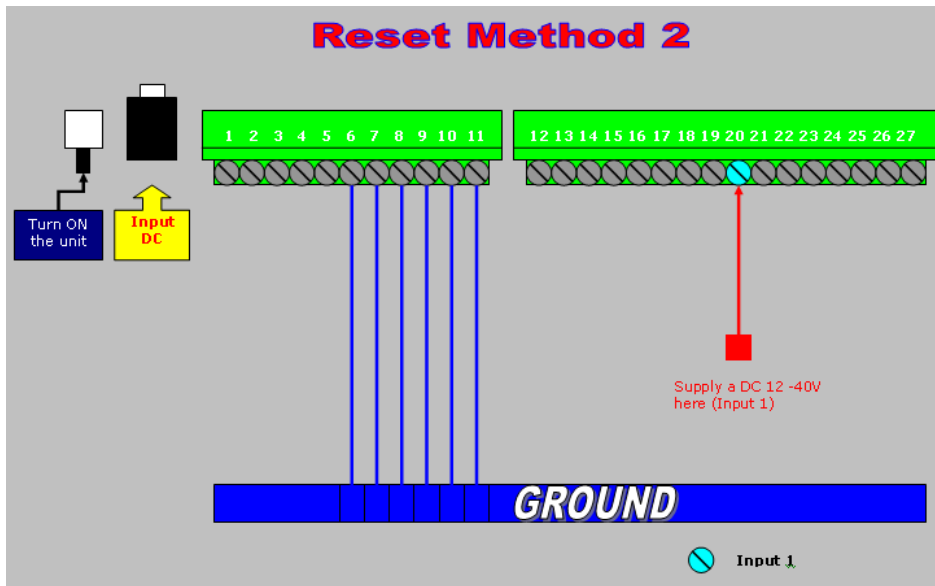 Reset Method 2
1 2 3 4 5 6 7 8 9 10 11
12 13 14 15 16 17 18 19 20 21 22 23 24 25 26 27
Turn ON
the unit
Input
DC
Supply a DC 12 -40V
here (Input 1)
GROUND
Input 1